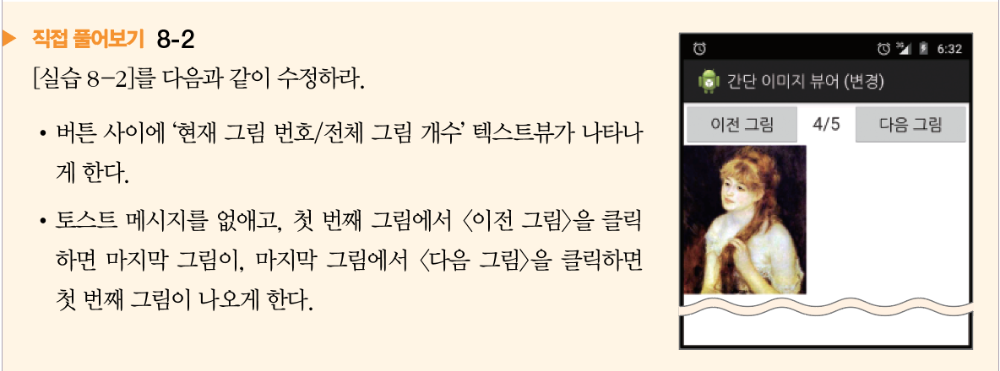 ▶ 직접 풀어보기 8-2
[실습 8-2]를 다음과 같이 수정하라.
• 버튼 사이에 ‘현재 그림 번호/전체 그림 개수’ 텍스트뷰가 나타나
게 한다.
• 토스트 메시지를 없애고, 첫 번째 그림에서 〈이전 그림〉을 클릭
하면 마지막 그림이, 마지막 그림에서 〈다음 그림〉을 클릭하면
첫 번째 그림이 나오게 한다.
3G 6:32
간단 이미지 뷰어 (변경)
이전 그림 4/5 다음 그림